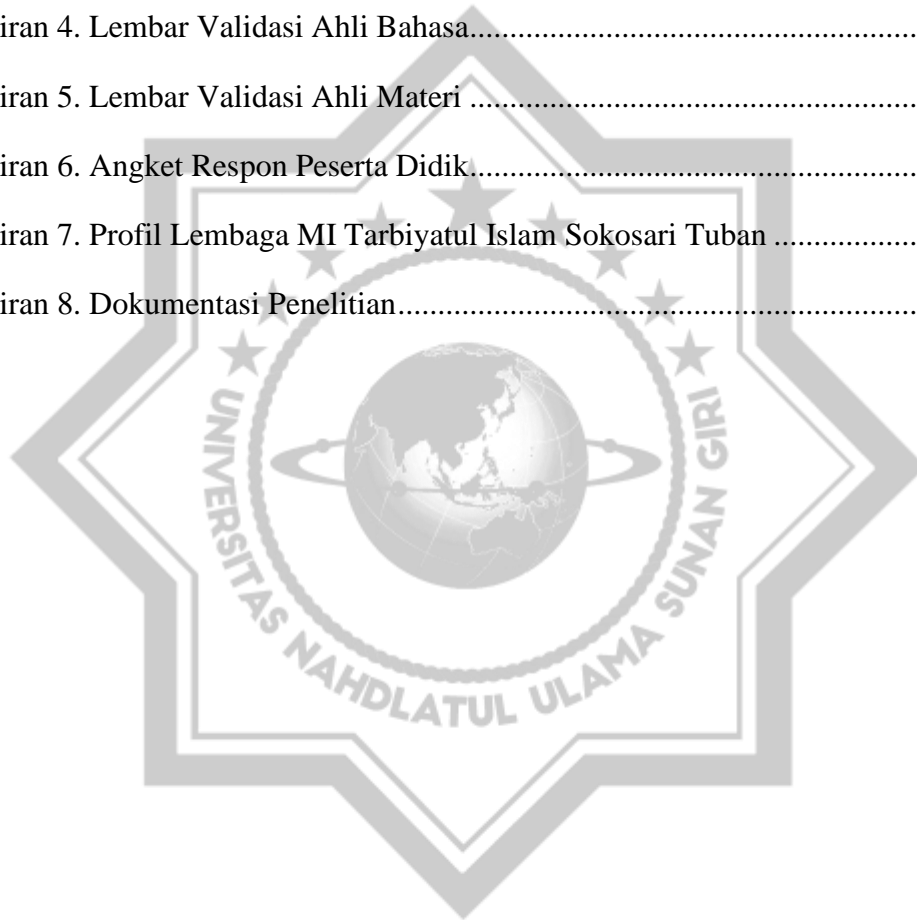 iran 4. Lembar Validasi Ahli Bahasa...........................................................
iran 5. Lembar Validasi Ahli Materi ...........................................................
iran 6. Angket Respon Peserta Didik...........................................................
iran 7. Profil Lembaga MI Tarbiyatul Islam Sokosari Tuban ..................
iran 8. Dokumentasi Penelitian....................................................................
UNIVERSITAS NAHDLATUL ULAMA SUNAN GIRI